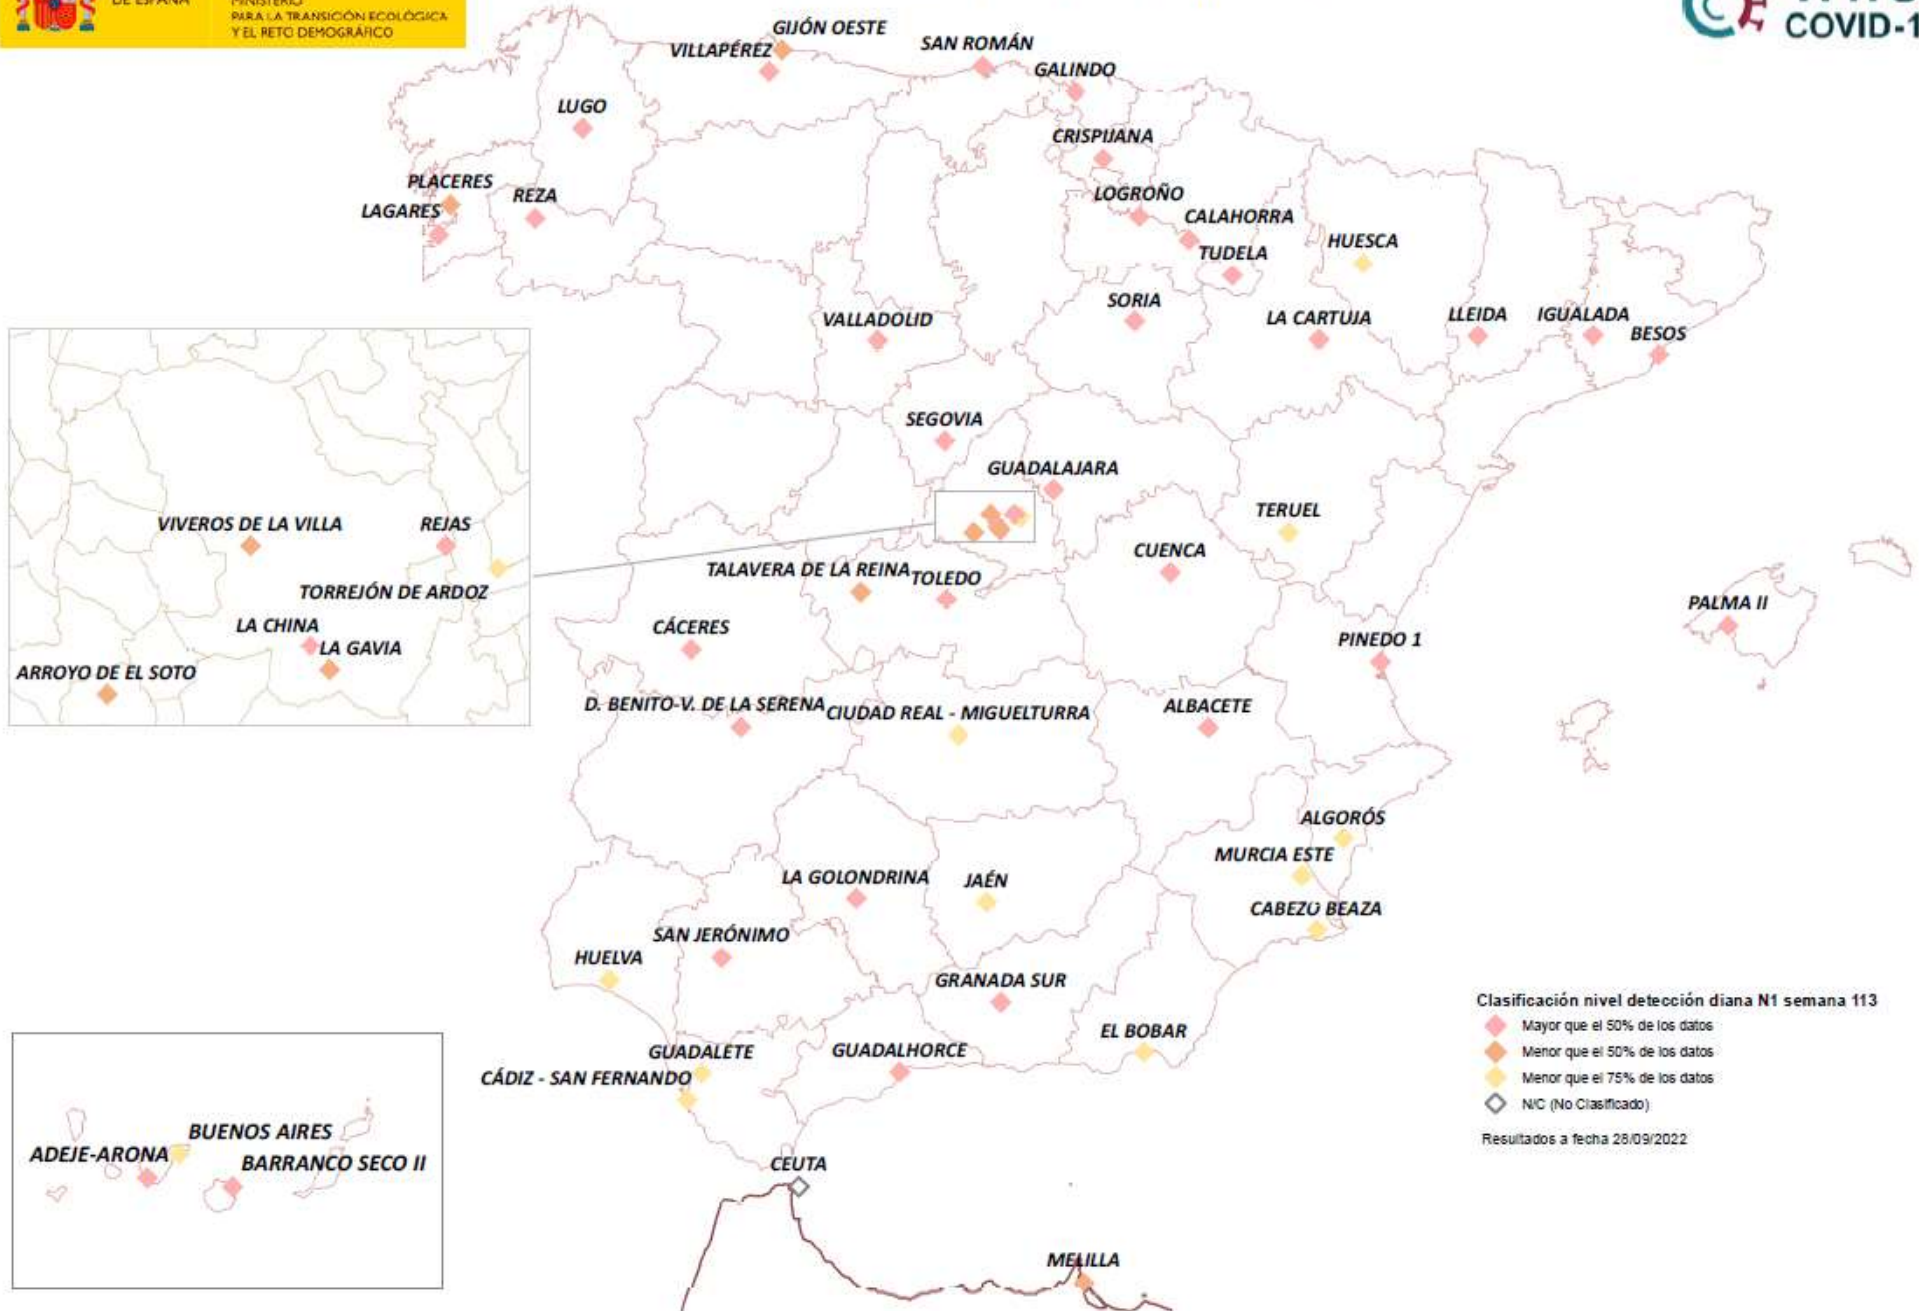 DE ESPAÑA
MINISTERIO
PARA LA TRANSICIÓN ECOLÓGICA
Y EL RETO DEMOGRÁFICO
COVID-1
GIJÓN OESTE
VILLAPÉREZ
SAN ROMÁN
GALINDO
LUGO
CRISPIJANA
PLACERES
REZA
LAGARES
LOGROÑO
CALAHORRA
TUDELA
HUESCA
SORIA
VALLADOLID
LA CARTUJA
LLEIDA
IGUALADA
BESOS
SEGOVIA
GUADALAJARA
TERUEL
CUENCA
VIVEROS DE LA VILLA
REJAS
TORREJÓN DE ARDOZ
LA CHINA
LA GAVIA
ARROYO DE EL SOTO
TALAVERA DE LA REINA
TOLEDO
PALMA II
CÁCERES
PINEDO 1
D. BENITO-V. DE LA SERENA
CIUDAD REAL - MIGUELTURRA
ALBACETE
ALGORÓS
MURCIA ESTE
LA GOLONDRINA
JAÉN
CABEZO BEAZA
SAN JERÓNIMO
HUELVA
GRANADA SUR
EL BOBAR
GUADALETE
GUADALHORCE
CÁDIZ - SAN FERNANDO
BUENOS AIRES
ADEJE-ARONA
BARRANCO SECO II
CEUTA
MELILLA
Clasificación nivel detección diana N1 semana 113
Mayor que el 50% de los datos
Menor que el 50% de los datos
Menor que el 75% de los datos
N/C (No Clasificado)
Resultados a fecha 28/09/2022